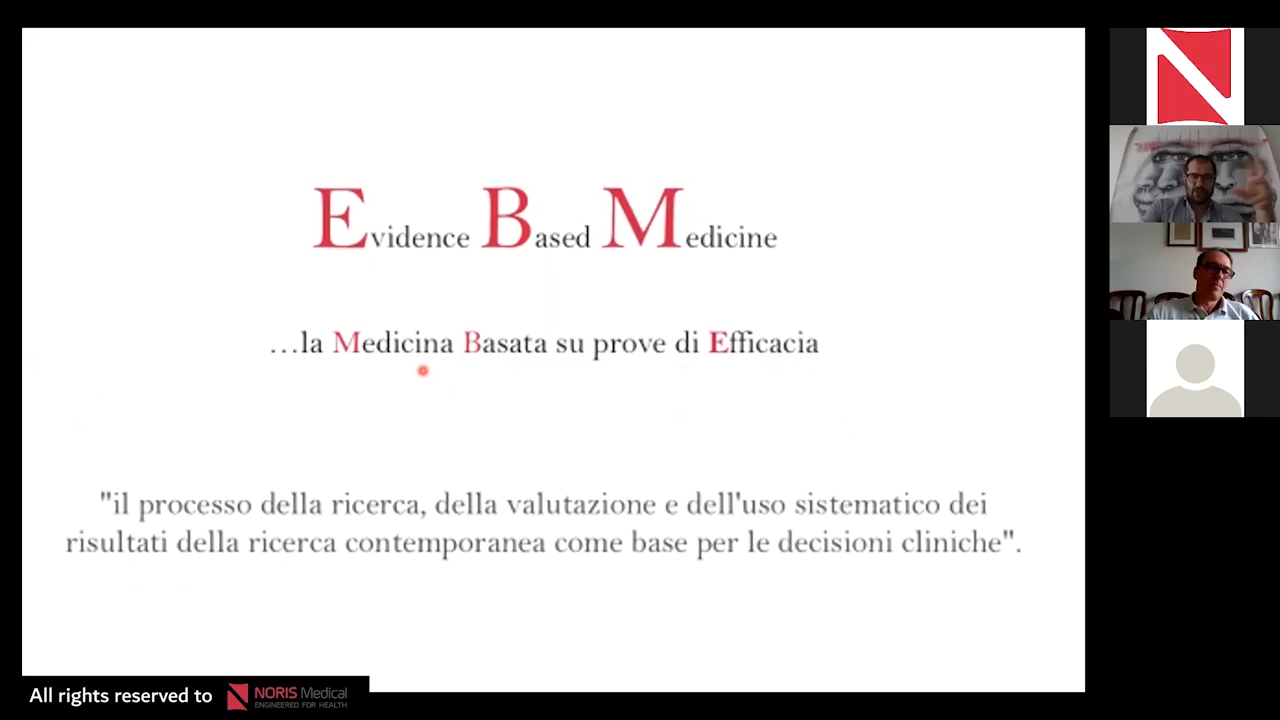 Evidence Based Medicine
...la Medicina Basata su prove di Efficacia
"il processo della ricerca, della valutazione e dell'uso sistematico dei
risultati della ricerca contemporanea come base per le decisioni cliniche".
All rights reserved to NORIS Medical
ENGINEERED FOR HEALTH